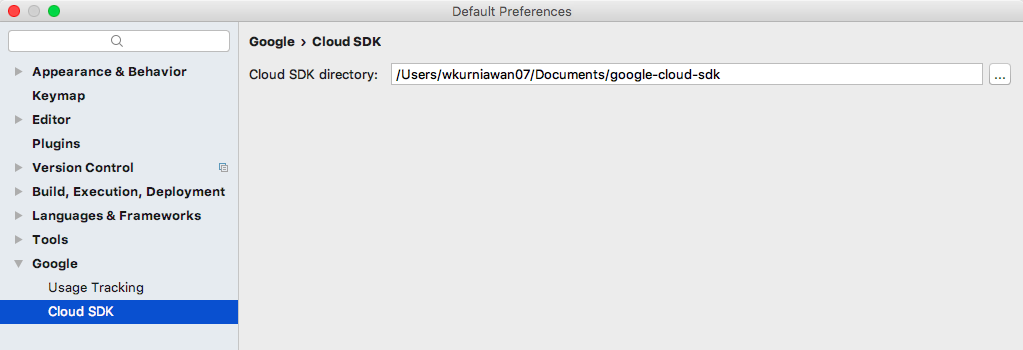 Default Preferences
Google › Cloud SDK
Cloud SDK directory: /Users/wkurniawan07/Documents/google-cloud-sdk ...
Appearance & Behavior
Keymap
Editor
Plugins
Version Control
Build, Execution, Deployment
Languages & Frameworks
Tools
Google
Usage Tracking
Cloud SDK